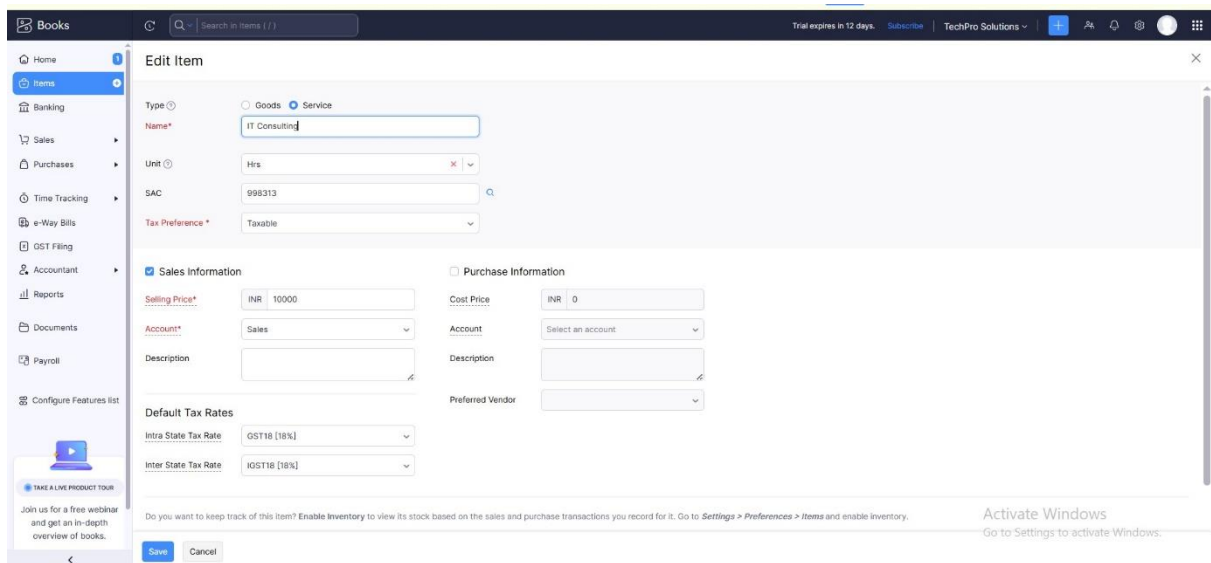 Books
Search in Items ( / )
Trial expires in 12 days. Subscribe
TechPro Solutions
Home 1
Items
Banking
Sales
Purchases
Time Tracking
e-Way Bills
GST Filing
Accountant
Reports
Documents
Payroll
Configure Features list
TAKE A LIVE PRODUCT TOUR
Join us for a free webinar
and get an in-depth
overview of books.
Edit Item
Type Goods Service
Name* IT Consulting
Unit Hrs
SAC 998313
Tax Preference * Taxable
Sales Information
Selling Price* INR 10000
Account* Sales
Description
Default Tax Rates
Intra State Tax Rate GST18 [18%]
Inter State Tax Rate IGST18 [18%]
Purchase Information
Cost Price INR 0
Account Select an account
Description
Preferred Vendor
Do you want to keep track of this item? Enable Inventory to view its stock based on the sales and purchase transactions you record for it. Go to Settings > Preferences > Items and enable inventory.
Save Cancel
Activate Windows
Go to Settings to activate Windows.